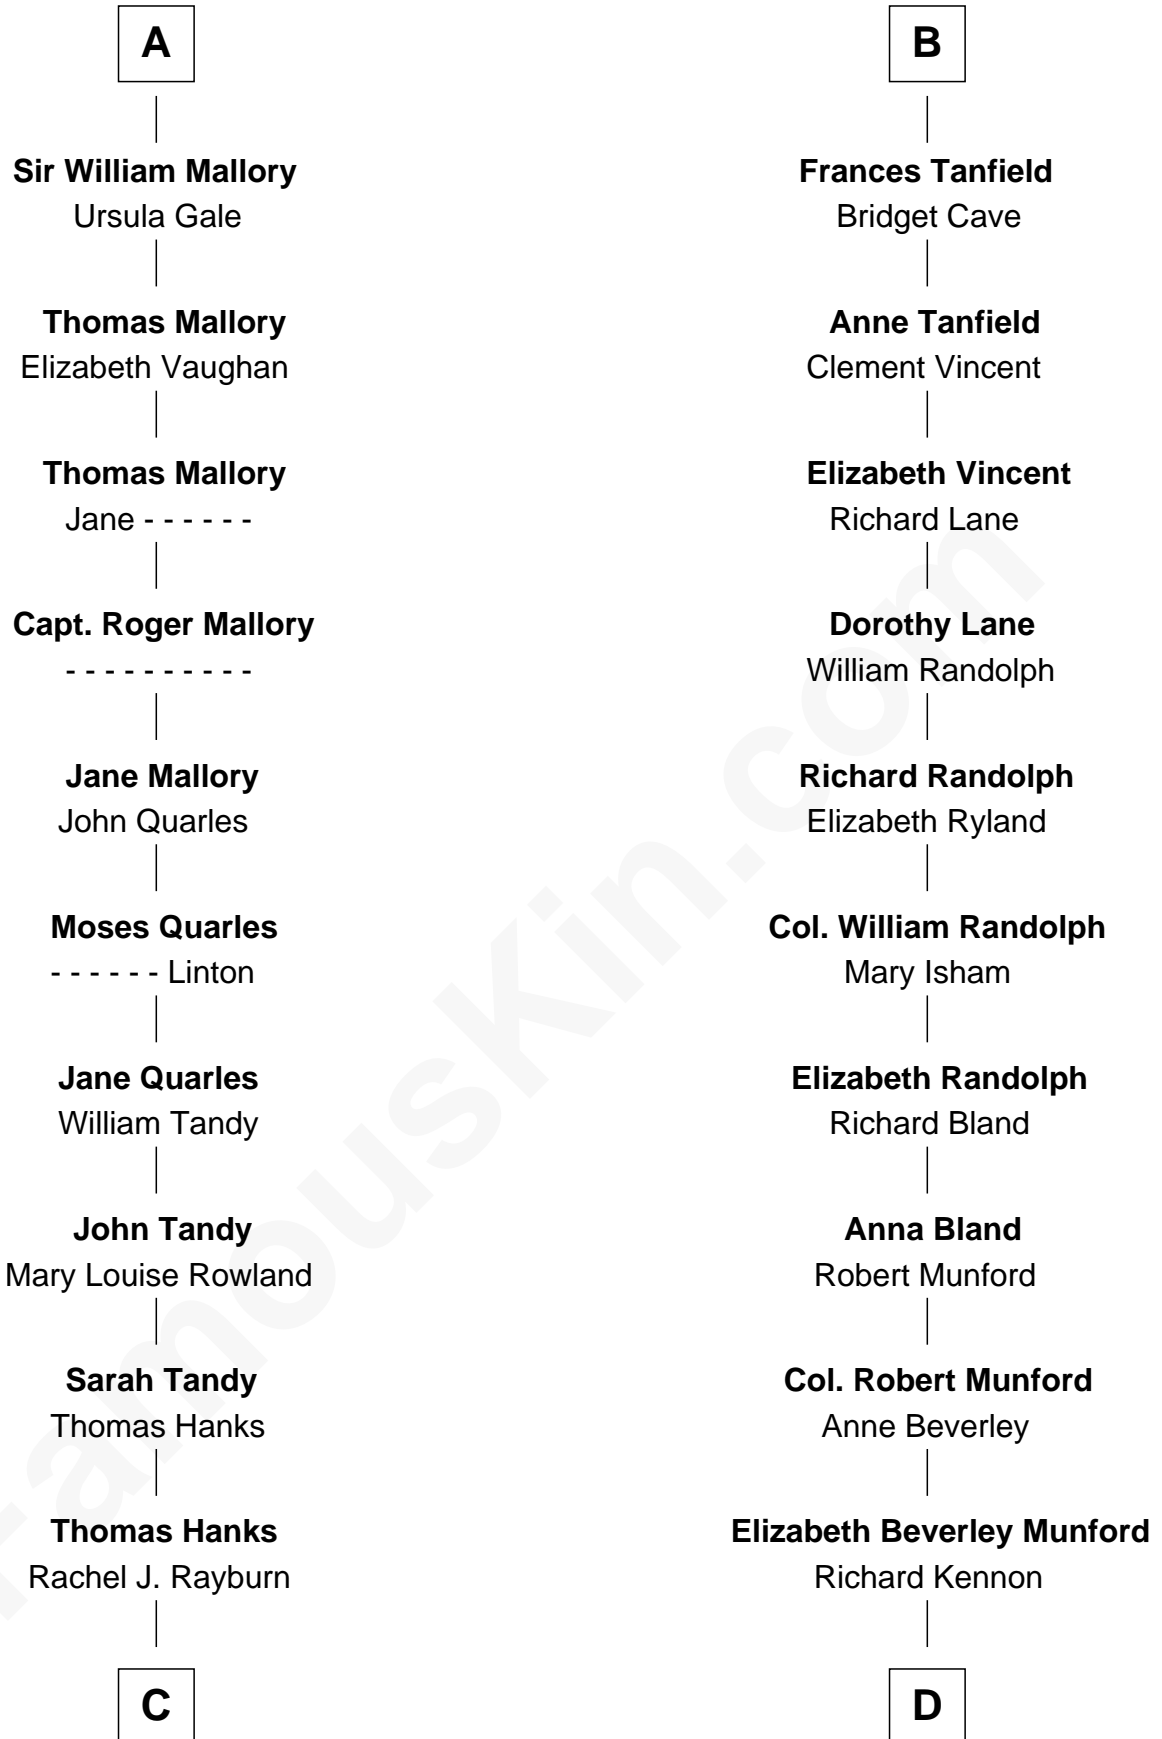 A
Sir William Mallory
Ursula Gale
Thomas Mallory
Elizabeth Vaughan
Thomas Mallory
Jane - - - - - -
Capt. Roger Mallory
- - - - - - - - - -
Jane Mallory
John Quarles
Moses Quarles
- - - - - - Linton
Jane Quarles
William Tandy
John Tandy
Mary Louise Rowland
Sarah Tandy
Thomas Hanks
Thomas Hanks
Rachel J. Rayburn
C
B
Frances Tanfield
Bridget Cave
Anne Tanfield
Clement Vincent
Elizabeth Vincent
Richard Lane
Dorothy Lane
William Randolph
Richard Randolph
Elizabeth Ryland
Col. William Randolph
Mary Isham
Elizabeth Randolph
Richard Bland
Anna Bland
Robert Munford
Col. Robert Munford
Anne Beverley
Elizabeth Beverley Munford
Richard Kennon
D
FamousKin.com